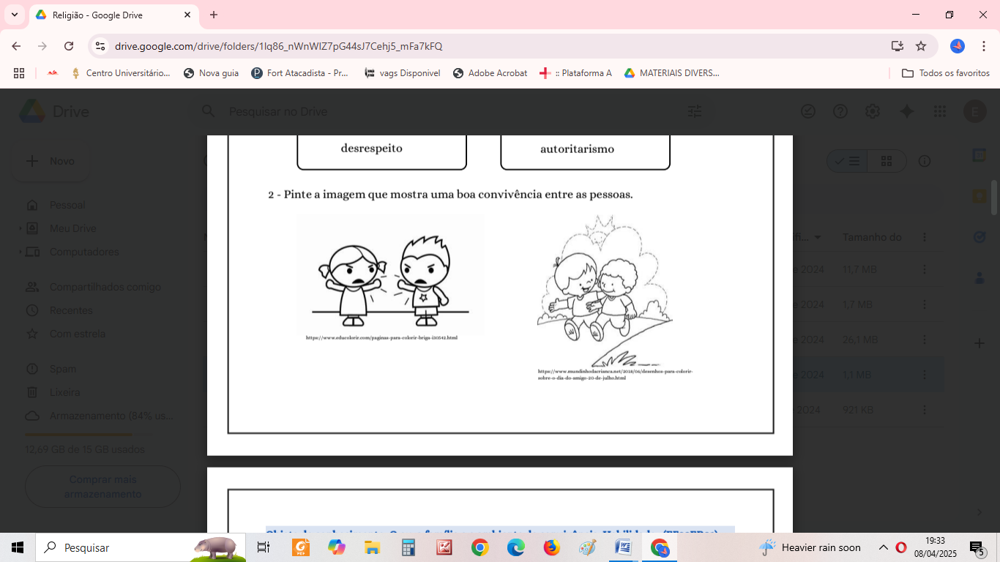 Religião - Google Drive
drive.google.com/drive/folders/1lq86_nWnWlZ7pG44sJ7Cehj5_mFa7kFQ
Centro Universitário... Nova guia Fort Atacadista - Pr... vags Disponivel Adobe Acrobat :: Plataforma A MATERIAIS DIVERS... Todos os favoritos
Drive
Pesquisar no Drive
E
Novo
Pessoal
Meu Drive
Computadores
Compartilhados comigo
Recentes
Com estrela
Spam
Lixeira
Armazenamento (84% us...
12,69 GB de 15 GB usados
Comprar mais
armazenamento
desrespeito
autoritarismo
2 - Pinte a imagem que mostra uma boa convivência entre as pessoas.
https://www.educolorir.com/paginas-para-colorir-briga-i30542.html
https://www.mundinhodacrianca.net/2018/06/desenhos-para-colorir-
sobre-o-dia-do-amigo-20-de-julho.html
Tamanho do
2024 11,7 MB
2024 1,7 MB
2024 26,1 MB
2024 1,1 MB
2024 921 KB
Pesquisar
PDF
Heavier rain soon
19:33
08/04/2025
5